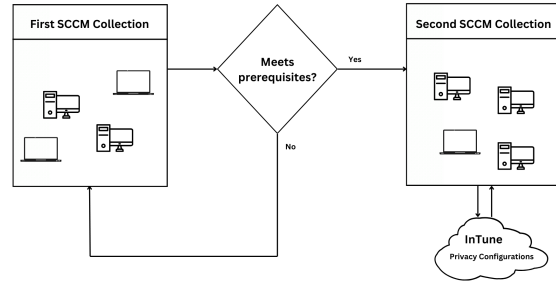 First SCCM Collection
Meets
prerequisites?
Yes
No
Second SCCM Collection
InTune
Privacy Configurations